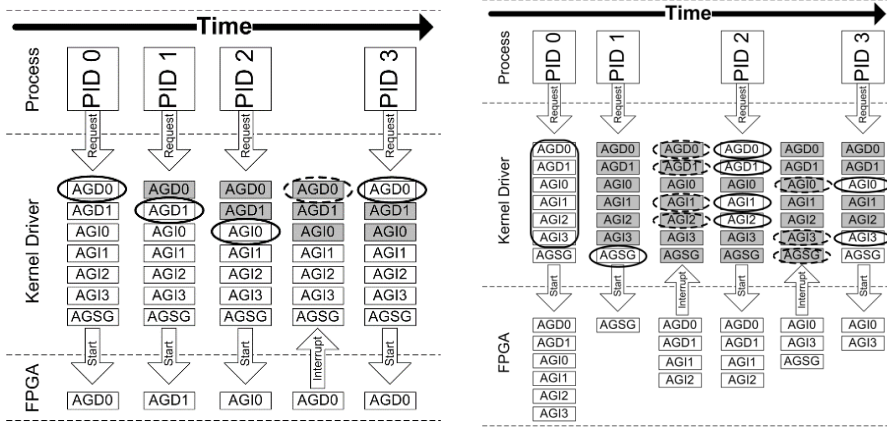 Time
Process
PID 0
PID 1
PID 2
PID 3
Request
Request
Request
Request
Kernel Driver
AGD0 AGD0 AGD0 AGD0 AGD0
AGD1 AGD1 AGD1 AGD1 AGD1
AGI0 AGI0 AGI0 AGI0 AGI0
AGI1 AGI1 AGI1 AGI1 AGI1
AGI2 AGI2 AGI2 AGI2 AGI2
AGI3 AGI3 AGI3 AGI3 AGI3
AGSG AGSG AGSG AGSG AGSG
Start
Start
Start
Interrupt
Start
FPGA
AGD0 AGD1 AGI0 AGD0 AGD0
Time
Process
PID 0
PID 1
PID 2
PID 3
Request
Request
Request
Request
Kernel Driver
AGD0 AGD0 AGD0 AGD0 AGD0 AGD0
AGD1 AGD1 AGD1 AGD1 AGD1 AGD1
AGI0 AGI0 AGI0 AGI0 AGI0 AGI0
AGI1 AGI1 AGI1 AGI1 AGI1 AGI1
AGI2 AGI2 AGI2 AGI2 AGI2 AGI2
AGI3 AGI3 AGI3 AGI3 AGI3 AGI3
AGSG AGSG AGSG AGSG AGSG AGSG
Start
Start
Interrupt
Start
Interrupt
Start
FPGA
AGD0 AGSG AGD0 AGD0 AGI0 AGI0
AGD1 AGD1 AGD1 AGI3 AGI3
AGI0 AGI1 AGI1 AGSG
AGI1 AGI2 AGI2
AGI2
AGI3